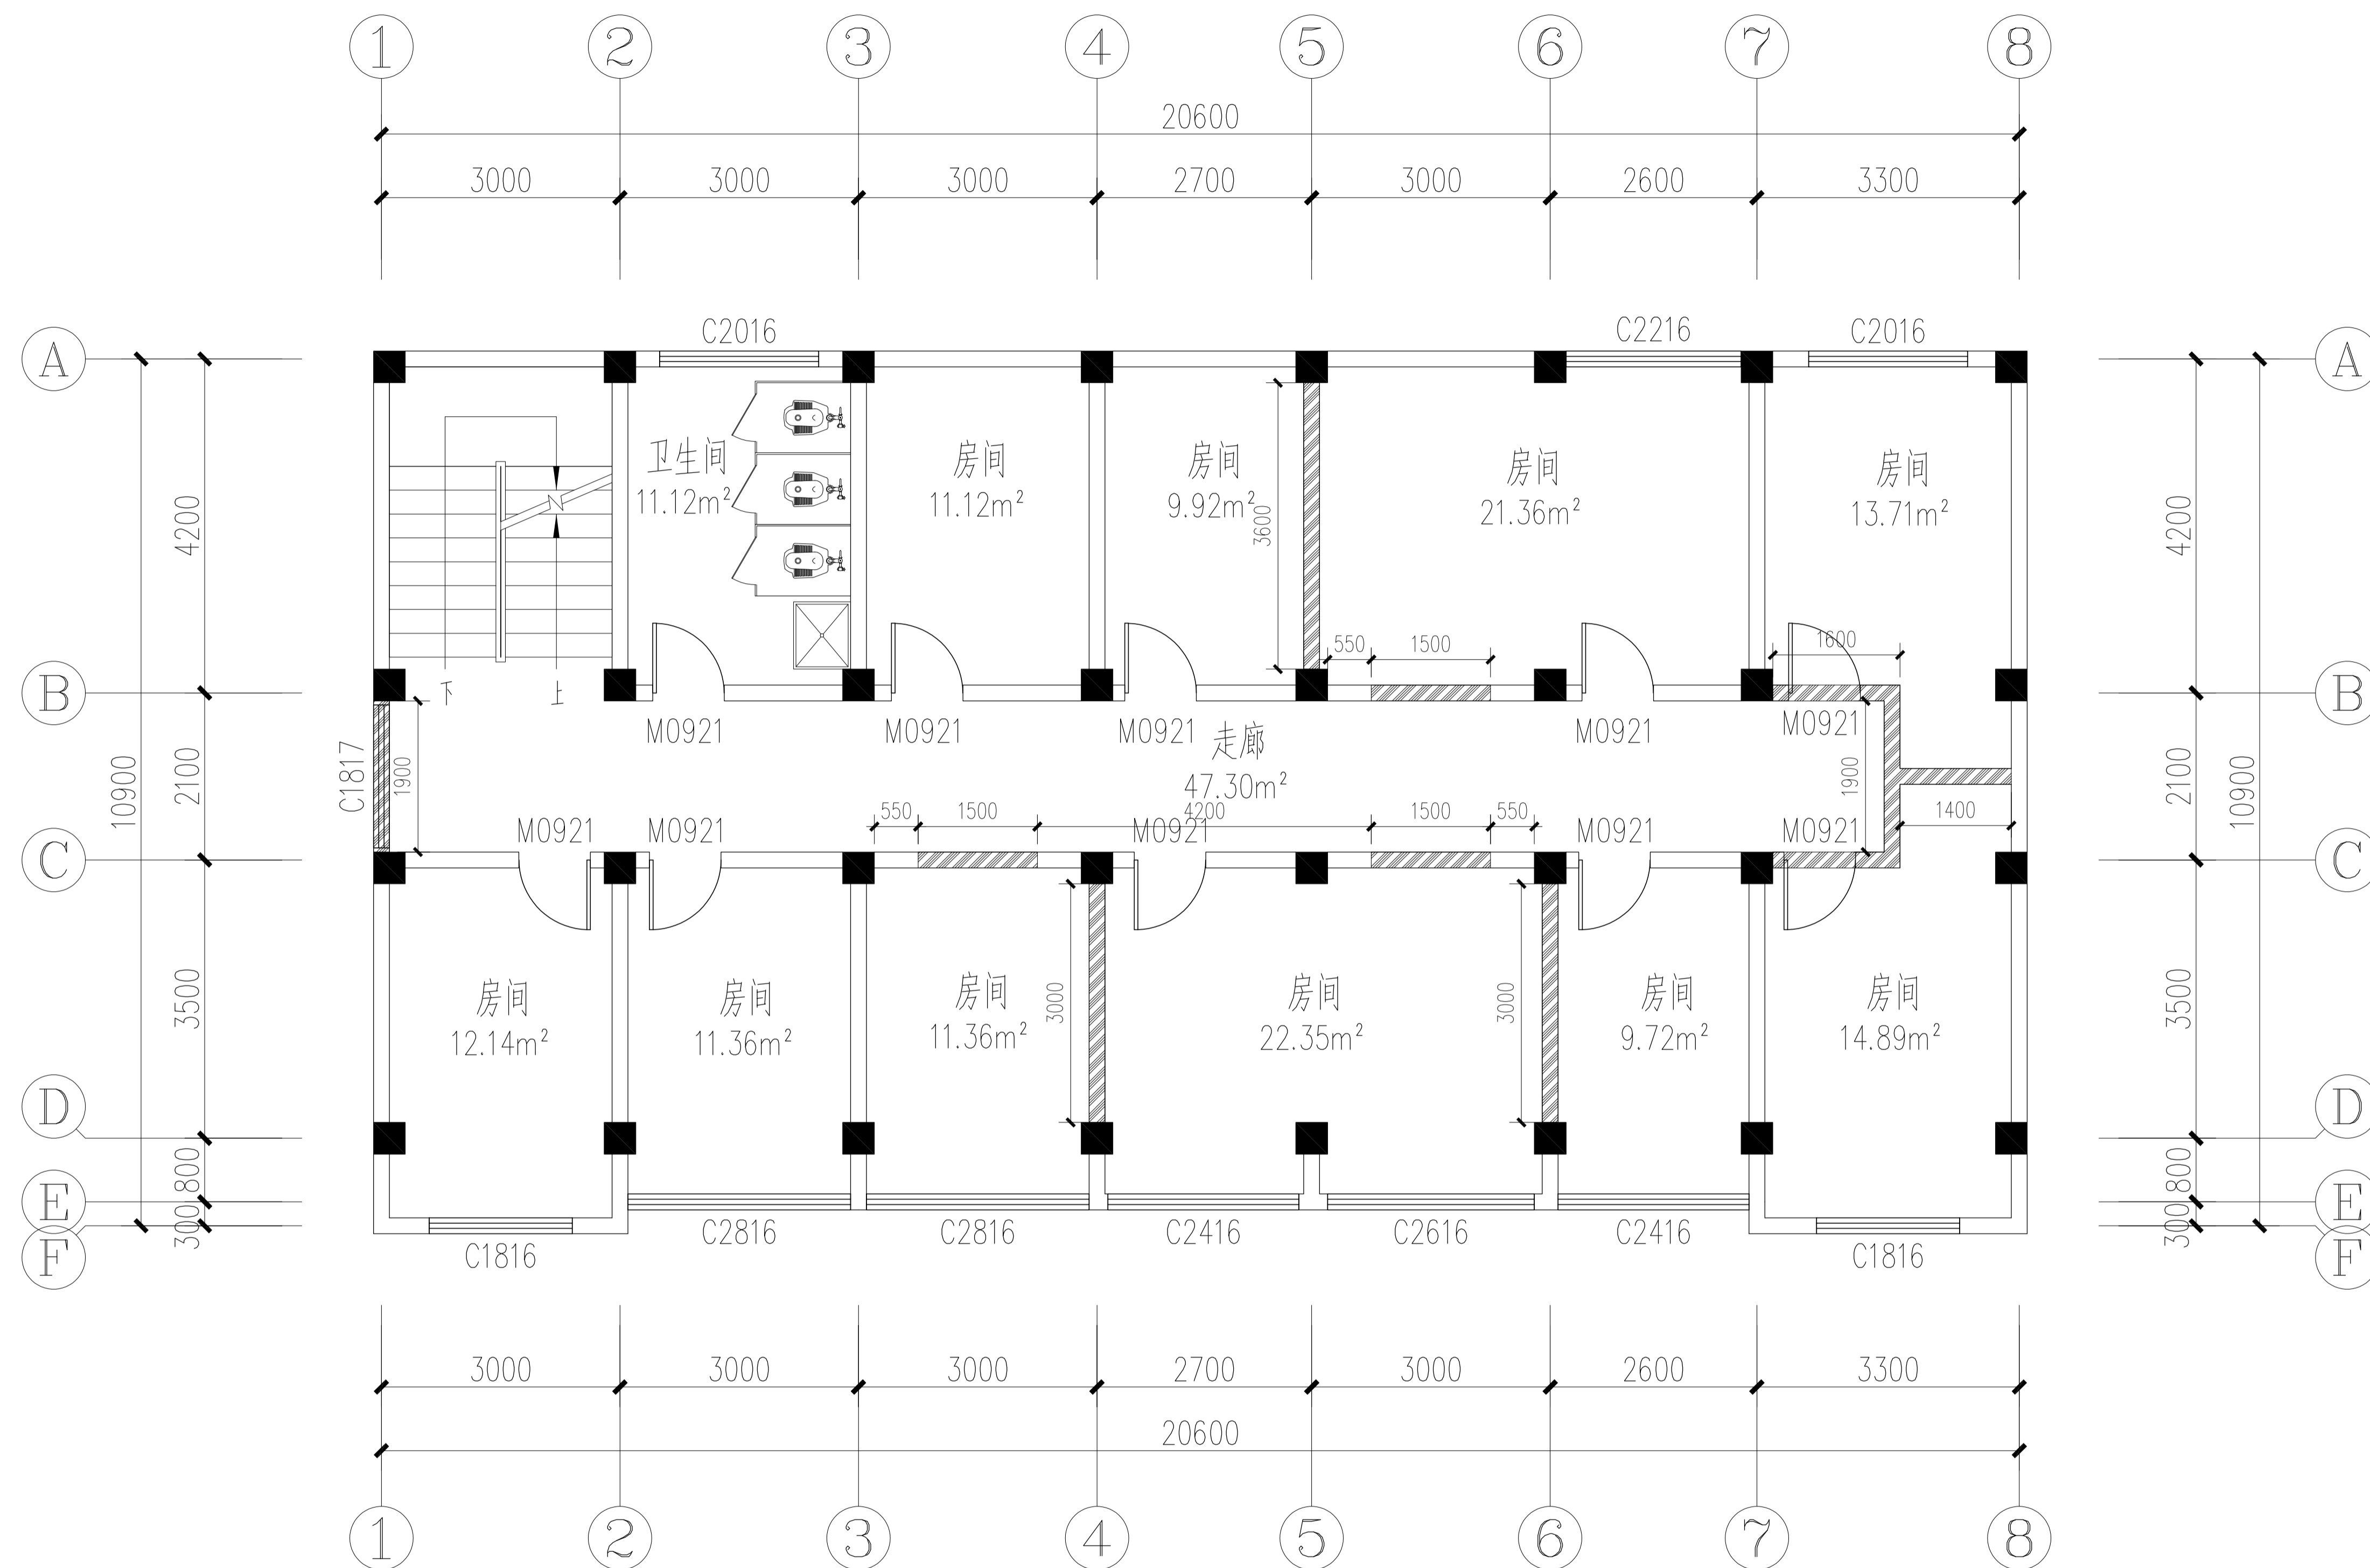 1 2 3 4 5 6 7 8
20600
3000 3000 3000 2700 3000 2600 3300
C2016 C2216 C2016
A A
卫生间 房间 房间 房间 房间
11.12m² 11.12m² 9.92m² 21.36m² 13.71m²
3600
4200 4200
550 1500 1600
下 上
B B
M0921 M0921 M0921 M0921 M0921
走廊
47.30m²
C1817 1900 1900
10900 2100 2100 10900
550 1500 4200 1500 550 1400
M0921 M0921 M0921 M0921 M0921
C C
3000 3000
房间 房间 房间 房间 房间 房间
12.14m² 11.36m² 11.36m² 22.35m² 9.72m² 14.89m²
3500 3500
D D
800 800
E E
300 300
C2816 C2816 C2416 C2616 C2416
F F
C1816 C1816
3000 3000 3000 2700 3000 2600 3300
20600
1 2 3 4 5 6 7 8